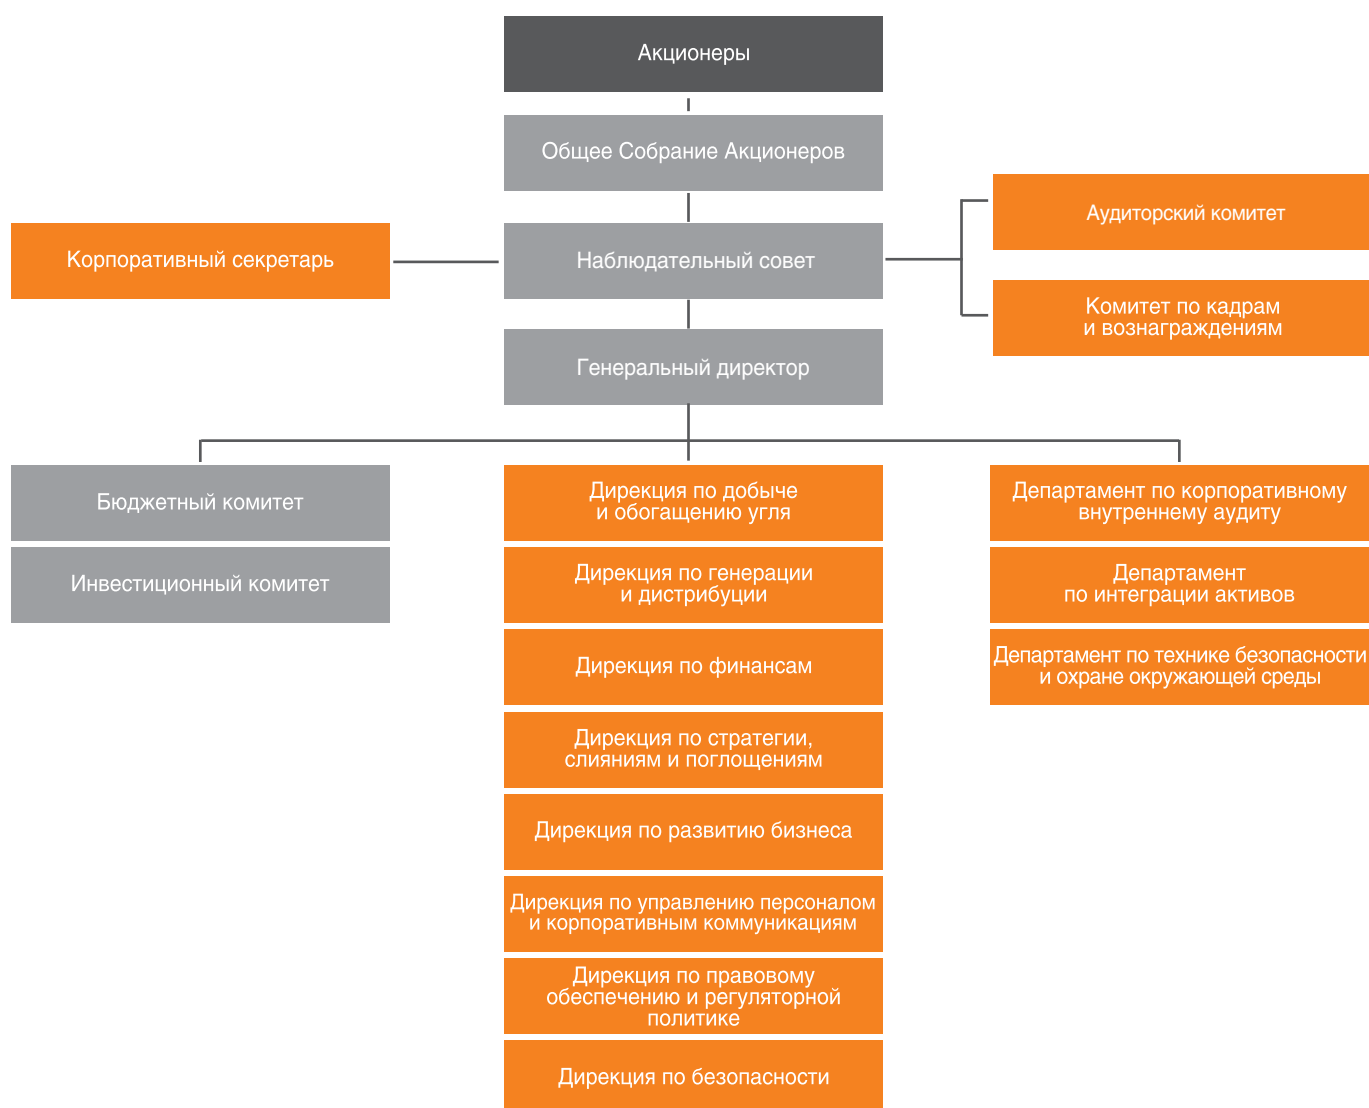 Акционеры
Общее Собрание Акционеров
Корпоративный секретарь
Наблюдательный совет
Аудиторский комитет
Комитет по кадрам
и вознаграждениям
Генеральный директор
Бюджетный комитет
Инвестиционный комитет
Дирекция по добыче
и обогащению угля
Дирекция по генерации
и дистрибуции
Дирекция по финансам
Дирекция по стратегии,
слияниям и поглощениям
Дирекция по развитию бизнеса
Дирекция по управлению персоналом
и корпоративным коммуникациям
Дирекция по правовому
обеспечению и регуляторной
политике
Дирекция по безопасности
Департамент по корпоративному
внутреннему аудиту
Департамент
по интеграции активов
Департамент по технике безопасности
и охране окружающей среды